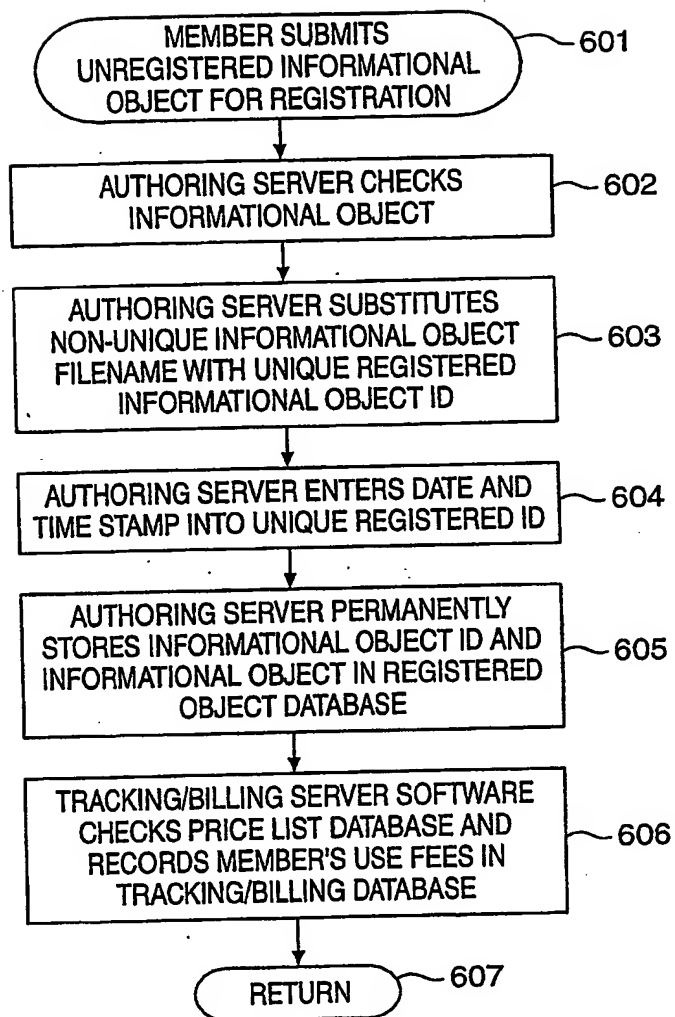 MEMBER SUBMITS
UNREGISTERED INFORMATIONAL
OBJECT FOR REGISTRATION
601
AUTHORING SERVER CHECKS
INFORMATIONAL OBJECT
602
AUTHORING SERVER SUBSTITUTES
NON-UNIQUE INFORMATIONAL OBJECT
FILENAME WITH UNIQUE REGISTERED
INFORMATIONAL OBJECT ID
603
AUTHORING SERVER ENTERS DATE AND
TIME STAMP INTO UNIQUE REGISTERED ID
604
AUTHORING SERVER PERMANENTLY
STORES INFORMATIONAL OBJECT ID AND
INFORMATIONAL OBJECT IN REGISTERED
OBJECT DATABASE
605
TRACKING/BILLING SERVER SOFTWARE
CHECKS PRICE LIST DATABASE AND
RECORDS MEMBER'S USE FEES IN
TRACKING/BILLING DATABASE
606
RETURN
607